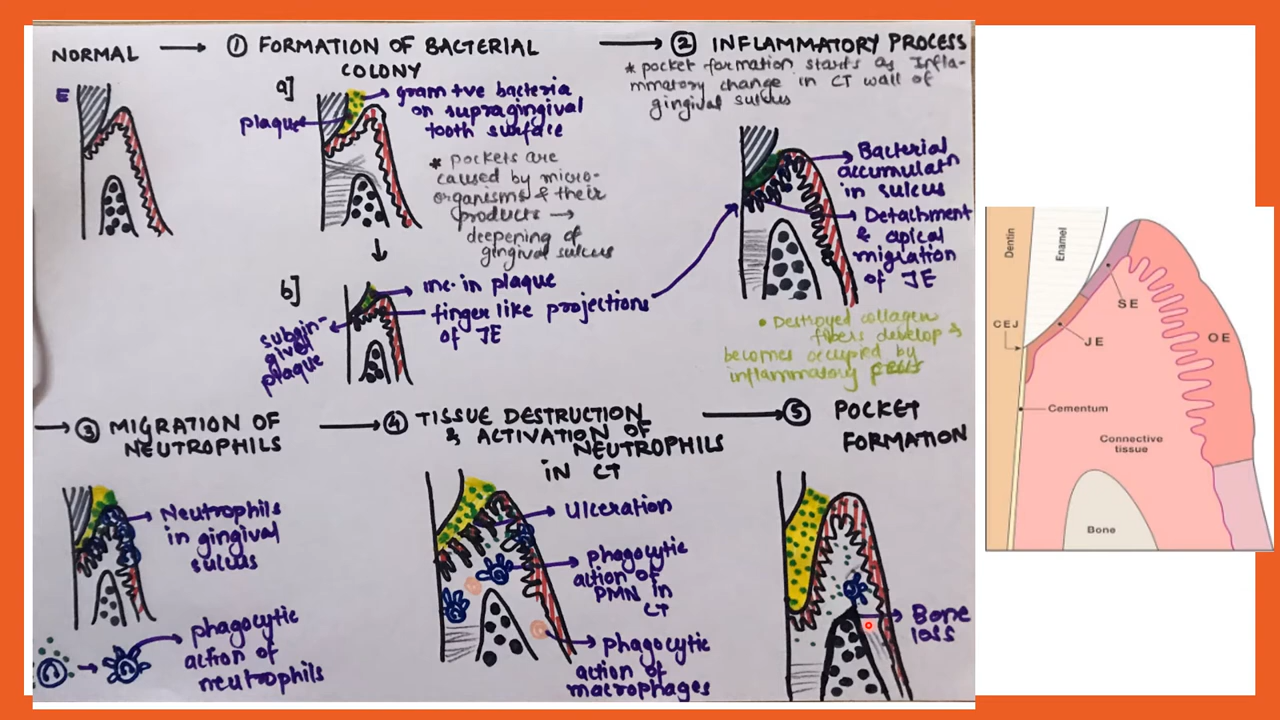 NORMAL
① FORMATION OF BACTERIAL
COLONY
② INFLAMMATORY PROCESS
* pocket formation starts as Infla-
mmatory change in CT wall of
gingival sulcus
E
a]
gram +ve bacteria
on supragingival
tooth surface
plaque
* pockets are
caused by micro-
organisms & their
products →
deepening of
gingival sulcus
Bacterial
accumulatn
in sulcus
Detachment
& apical
migration
of JE
b]
inc. in plaque
finger like projections
of JE
subgin-
gival
plaque
• Destroyed collagen
fibers develop &
becomes occupied by
inflammatory cells
③ MIGRATION OF
NEUTROPHILS
④ TISSUE DESTRUCTION
& ACTIVATION OF
NEUTROPHILS
IN CT
⑤ POCKET
FORMATION
Neutrophils
in gingival
sulcus
phagocytic
action of
neutrophils
Ulceration
phagocytic
action of
PMN in
CT
phagocytic
action of
macrophages
Bone
loss
Dentin
Enamel
CEJ
SE
JE
OE
Cementum
Connective
tissue
Bone